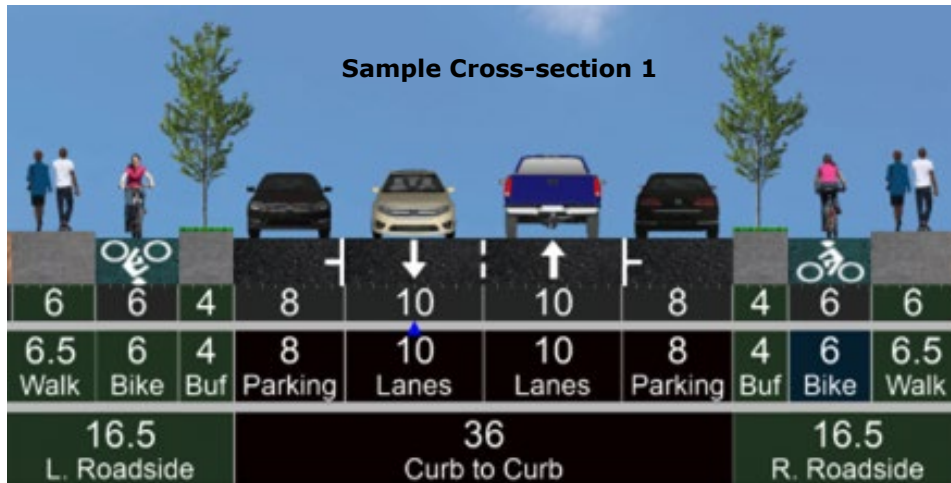 Sample Cross-section 1
6 6 4 8 10 10 8 4 6 6
6.5 6 4 8 10 10 8 4 6 6.5
Walk Bike Buf Parking Lanes Lanes Parking Buf Bike Walk
16.5 36 16.5
L. Roadside Curb to Curb R. Roadside